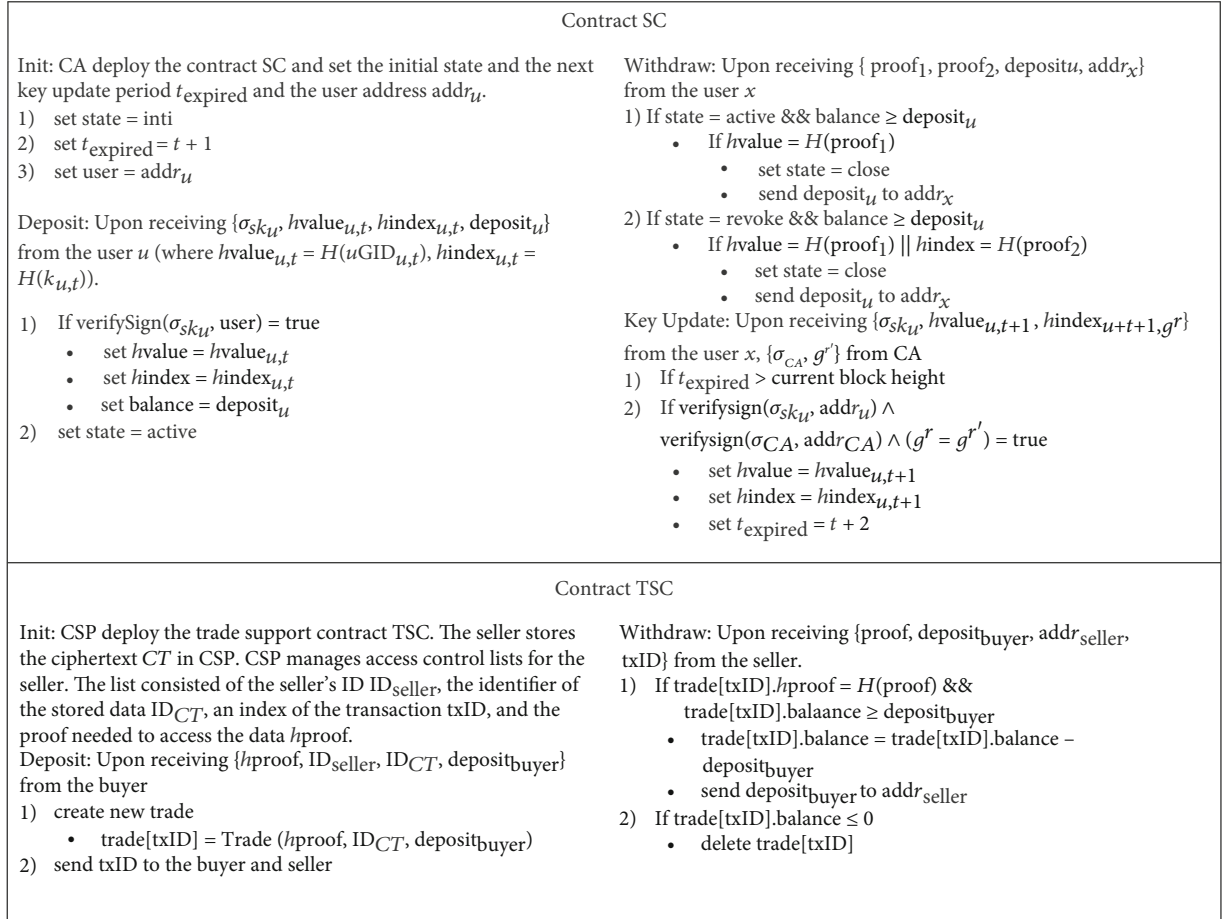 Contract SC
Init: CA deploy the contract SC and set the initial state and the next
key update period t_expired and the user address addr_u.
1) set state = inti
2) set t_expired = t + 1
3) set user = addr_u
Deposit: Upon receiving {σ_sk_u, hvalue_u,t, hindex_u,t, deposit_u}
from the user u (where hvalue_u,t = H(uGID_u,t), hindex_u,t =
H(k_u,t)).
1) If verifySign(σ_sk_u, user) = true
• set hvalue = hvalue_u,t
• set hindex = hindex_u,t
• set balance = deposit_u
2) set state = active
Withdraw: Upon receiving { proof_1, proof_2, depositu, addr_x}
from the user x
1) If state = active && balance ≥ deposit_u
• If hvalue = H(proof_1)
• set state = close
• send deposit_u to addr_x
2) If state = revoke && balance ≥ deposit_u
• If hvalue = H(proof_1) || hindex = H(proof_2)
• set state = close
• send deposit_u to addr_x
Key Update: Upon receiving {σ_sk_u, hvalue_u,t+1, hindex_u+t+1,g^r}
from the user x, {σ_CA, g^r'} from CA
1) If t_expired > current block height
2) If verifysign(σ_sk_u, addr_u) ∧
verifysign(σ_CA, addr_CA) ∧ (g^r = g^r') = true
• set hvalue = hvalue_u,t+1
• set hindex = hindex_u,t+1
• set t_expired = t + 2
Contract TSC
Init: CSP deploy the trade support contract TSC. The seller stores
the ciphertext CT in CSP. CSP manages access control lists for the
seller. The list consisted of the seller's ID ID_seller, the identifier of
the stored data ID_CT, an index of the transaction txID, and the
proof needed to access the data hproof.
Deposit: Upon receiving {hproof, ID_seller, ID_CT, deposit_buyer}
from the buyer
1) create new trade
• trade[txID] = Trade (hproof, ID_CT, deposit_buyer)
2) send txID to the buyer and seller
Withdraw: Upon receiving {proof, deposit_buyer, addr_seller,
txID} from the seller.
1) If trade[txID].hproof = H(proof) &&
trade[txID].balaance ≥ deposit_buyer
• trade[txID].balance = trade[txID].balance –
deposit_buyer
• send deposit_buyer to addr_seller
2) If trade[txID].balance ≤ 0
• delete trade[txID]